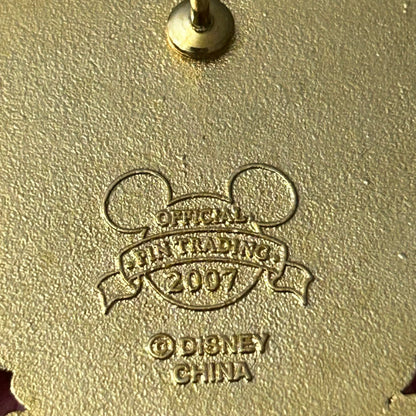 OFFICIAL
PIN TRADING
2007
© DISNEY
CHINA